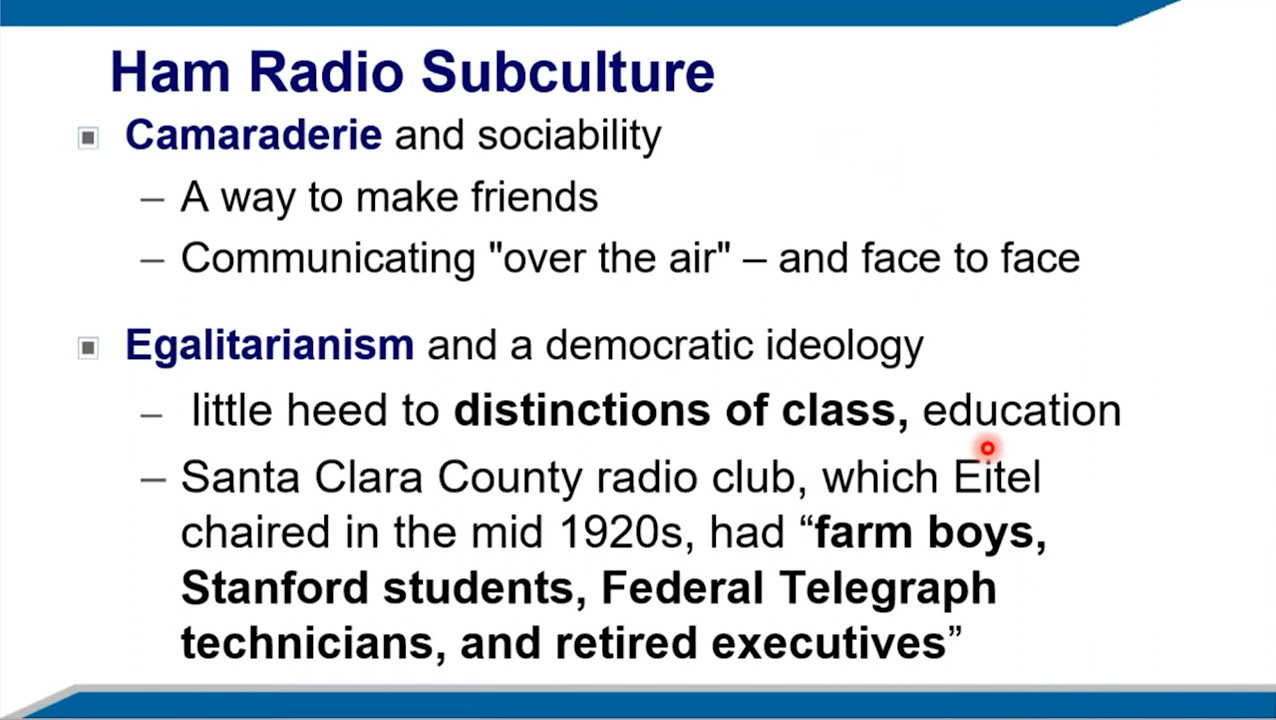 Ham Radio Subculture
Camaraderie and sociability
– A way to make friends
– Communicating "over the air" – and face to face
Egalitarianism and a democratic ideology
– little heed to distinctions of class, education
– Santa Clara County radio club, which Eitel
chaired in the mid 1920s, had “farm boys,
Stanford students, Federal Telegraph
technicians, and retired executives”